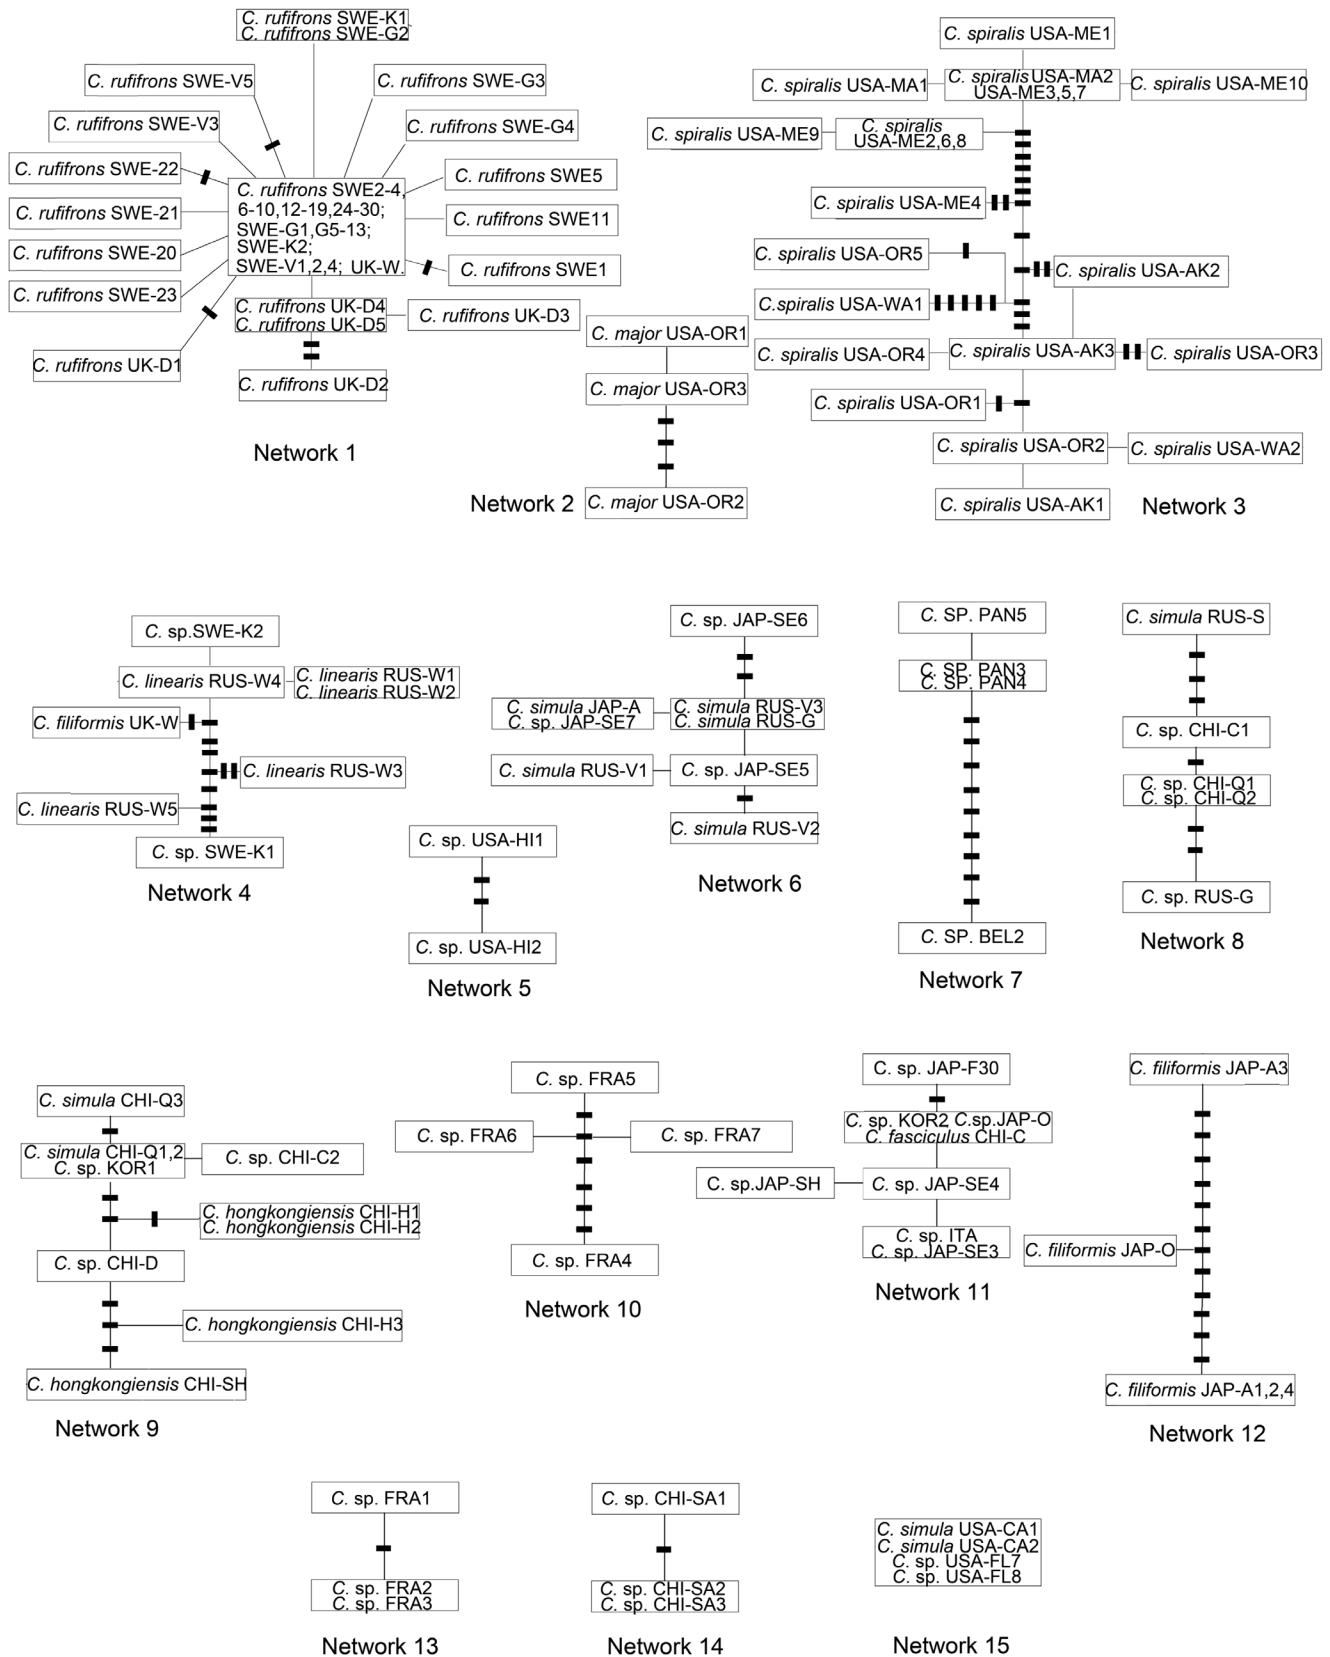 C. rufifrons SWE-K1
C. rufifrons SWE-G2
C. rufifrons SWE-V5
C. rufifrons SWE-G3
C. rufifrons SWE-V3
C. rufifrons SWE-G4
C. rufifrons SWE-22
C. rufifrons SWE5
C. rufifrons SWE2-4,
6-10,12-19,24-30;
SWE-G1,G5-13;
SWE-K2;
SWE-V1,2,4; UK-W.
C. rufifrons SWE-21
C. rufifrons SWE11
C. rufifrons SWE-20
C. rufifrons SWE1
C. rufifrons SWE-23
C. rufifrons UK-D4
C. rufifrons UK-D5
C. rufifrons UK-D3
C. rufifrons UK-D1
C. rufifrons UK-D2
Network 1
C. major USA-OR1
C. major USA-OR3
C. major USA-OR2
Network 2
C. spiralis USA-ME1
C. spiralis USA-MA1
C. spiralis USA-MA2
USA-ME3,5,7
C. spiralis USA-ME10
C. spiralis USA-ME9
C. spiralis
USA-ME2,6,8
C. spiralis USA-ME4
C. spiralis USA-OR5
C. spiralis USA-AK2
C.spiralis USA-WA1
C. spiralis USA-OR4
C. spiralis USA-AK3
C. spiralis USA-OR3
C. spiralis USA-OR1
C. spiralis USA-OR2
C. spiralis USA-WA2
C. spiralis USA-AK1
Network 3
C. sp.SWE-K2
C. linearis RUS-W4
C. linearis RUS-W1
C. linearis RUS-W2
C. filiformis UK-W
C. linearis RUS-W3
C. linearis RUS-W5
C. sp. SWE-K1
Network 4
C. sp. USA-HI1
C. sp. USA-HI2
Network 5
C. sp. JAP-SE6
C. simula JAP-A
C. sp. JAP-SE7
C. simula RUS-V3
C. simula RUS-G
C. simula RUS-V1
C. sp. JAP-SE5
C. simula RUS-V2
Network 6
C. SP. PAN5
C. SP. PAN3
C. SP. PAN4
C. SP. BEL2
Network 7
C. simula RUS-S
C. sp. CHI-C1
C. sp. CHI-Q1
C. sp. CHI-Q2
C. sp. RUS-G
Network 8
C. simula CHI-Q3
C. simula CHI-Q1,2
C. sp. KOR1
C. sp. CHI-C2
C. hongkongiensis CHI-H1
C. hongkongiensis CHI-H2
C. sp. CHI-D
C. hongkongiensis CHI-H3
C. hongkongiensis CHI-SH
Network 9
C. sp. FRA5
C. sp. FRA6
C. sp. FRA7
C. sp. FRA4
Network 10
C. sp. JAP-F30
C. sp. KOR2 C.sp.JAP-O
C. fasciculus CHI-C
C. sp.JAP-SH
C. sp. JAP-SE4
C. sp. ITA
C. sp. JAP-SE3
Network 11
C. filiformis JAP-A3
C. filiformis JAP-O
C. filiformis JAP-A1,2,4
Network 12
C. sp. FRA1
C. sp. FRA2
C. sp. FRA3
Network 13
C. sp. CHI-SA1
C. sp. CHI-SA2
C. sp. CHI-SA3
Network 14
C. simula USA-CA1
C. simula USA-CA2
C. sp. USA-FL7
C. sp. USA-FL8
Network 15